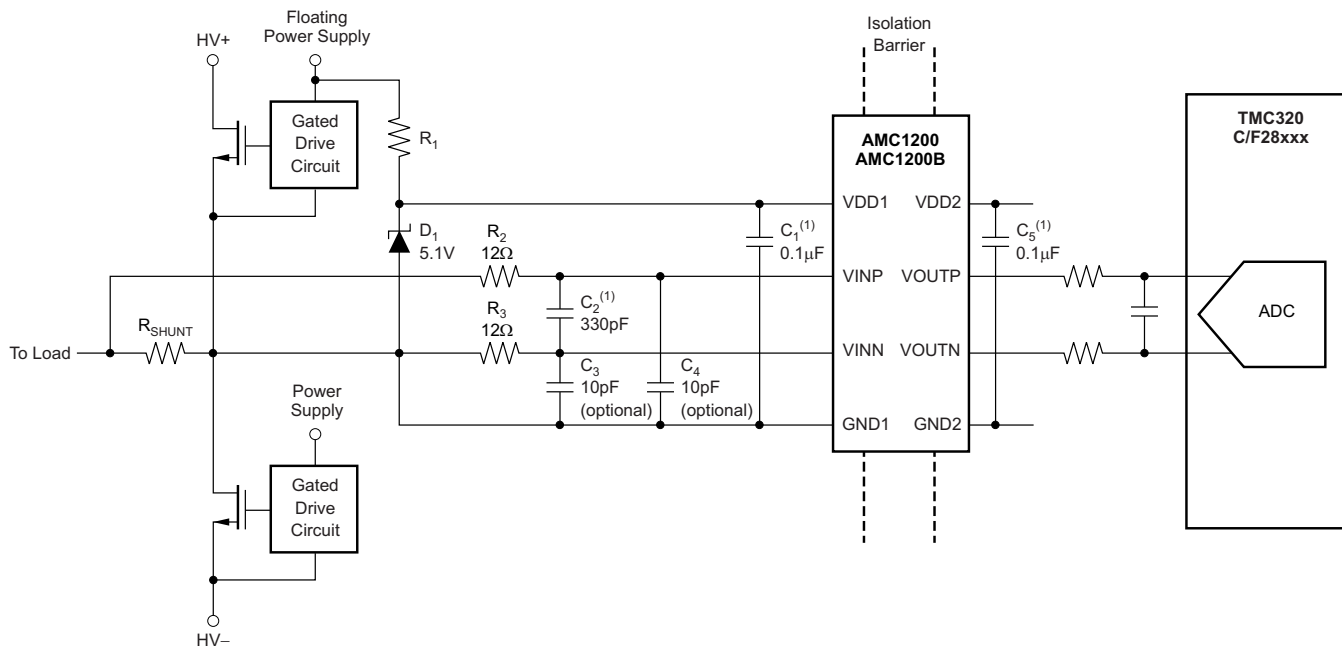 Floating
Power Supply
HV+
Gated
Drive
Circuit
R1
D1
5.1V
R2
12Ω
R3
12Ω
C2(1)
330pF
C3
10pF
(optional)
C4
10pF
(optional)
C1(1)
0.1μF
RSHUNT
To Load
Power
Supply
Gated
Drive
Circuit
HV−
Isolation
Barrier
AMC1200
AMC1200B
VDD1
VDD2
VINP
VOUTP
VINN
VOUTN
GND1
GND2
C5(1)
0.1μF
TMC320
C/F28xxx
ADC